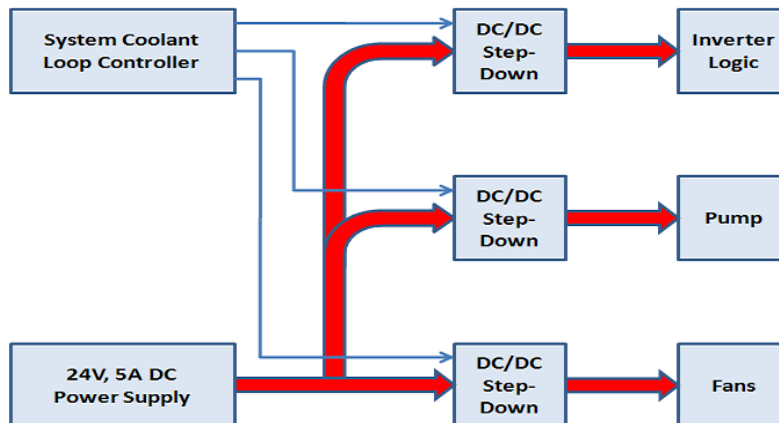 System Coolant
Loop Controller
DC/DC
Step-
Down
Inverter
Logic
DC/DC
Step-
Down
Pump
24V, 5A DC
Power Supply
DC/DC
Step-
Down
Fans